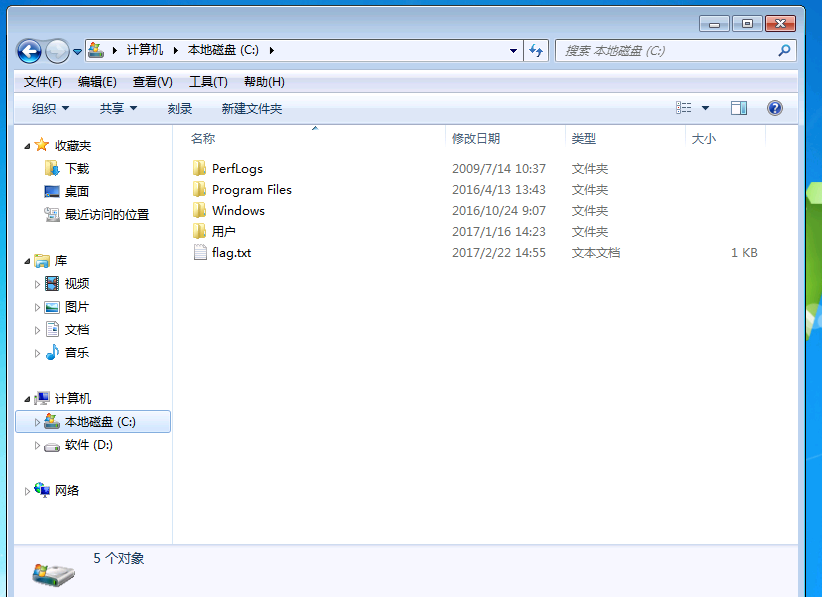 计算机 本地磁盘 (C:)
搜索 本地磁盘 (C:)
文件(F) 编辑(E) 查看(V) 工具(T) 帮助(H)
组织 共享 刻录 新建文件夹
名称 修改日期 类型 大小
收藏夹
下载
桌面
最近访问的位置
库
视频
图片
文档
音乐
计算机
本地磁盘 (C:)
软件 (D:)
网络
PerfLogs 2009/7/14 10:37 文件夹
Program Files 2016/4/13 13:43 文件夹
Windows 2016/10/24 9:07 文件夹
用户 2017/1/16 14:23 文件夹
flag.txt 2017/2/22 14:55 文本文档 1 KB
5 个对象